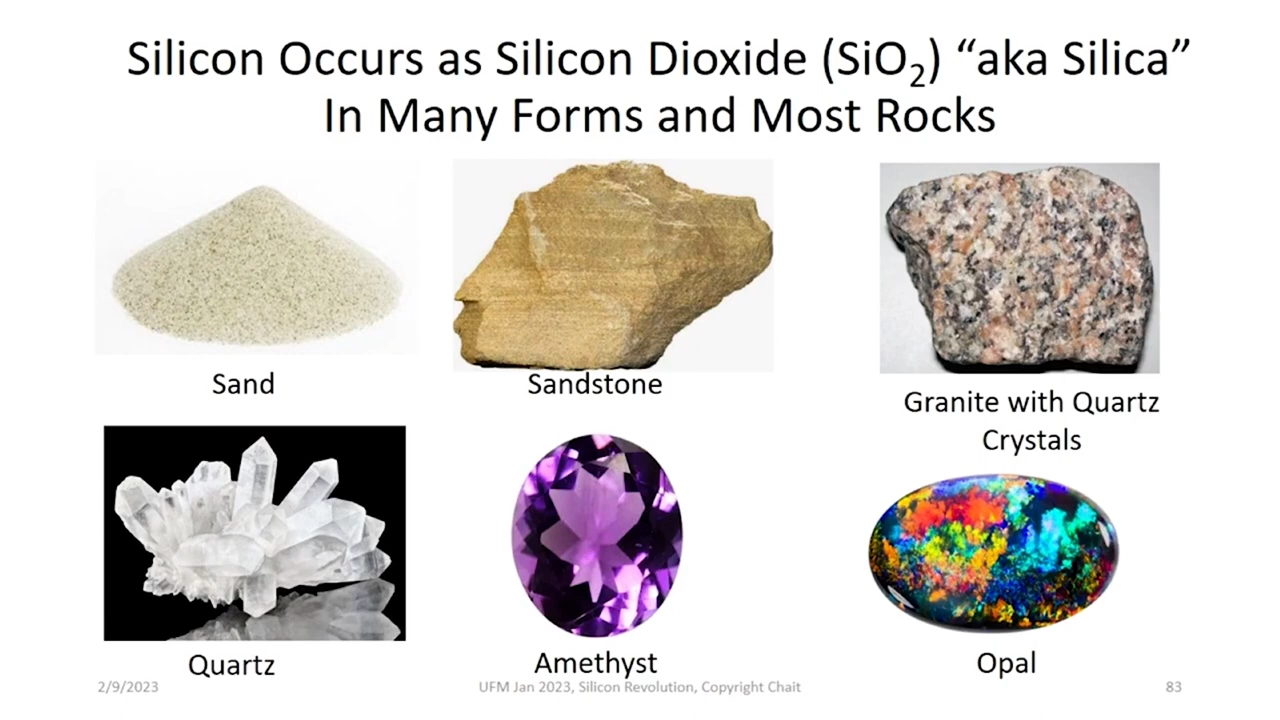 Silicon Occurs as Silicon Dioxide (SiO₂) “aka Silica”
In Many Forms and Most Rocks
Sand
Sandstone
Granite with Quartz
Crystals
Quartz
Amethyst
Opal
2/9/2023
UFM Jan 2023, Silicon Revolution, Copyright Chait
83